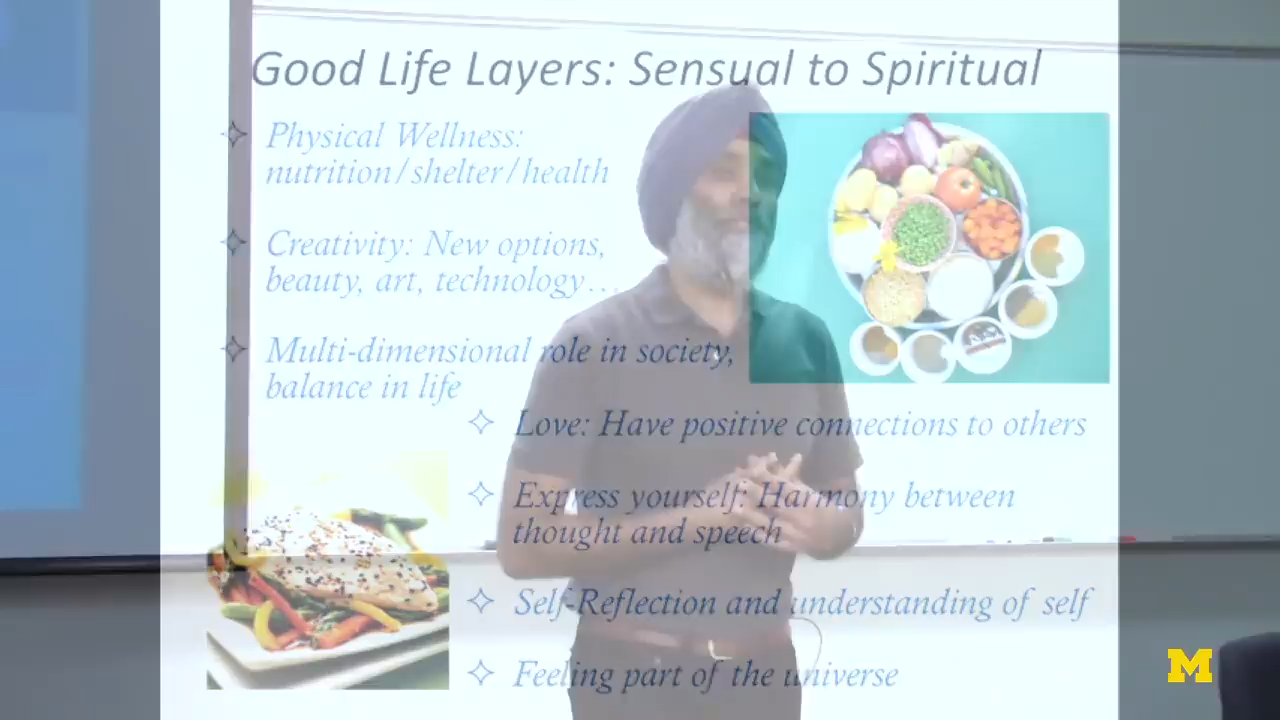 Good Life Layers: Sensual to Spiritual
Physical Wellness:
nutrition/shelter/health
Creativity: New options,
beauty, art, technology…
Multi-dimensional role in society,
balance in life
Love: Have positive connections to others
Express yourself: Harmony between
thought and speech
Self-Reflection and understanding of self
Feeling part of the universe
M